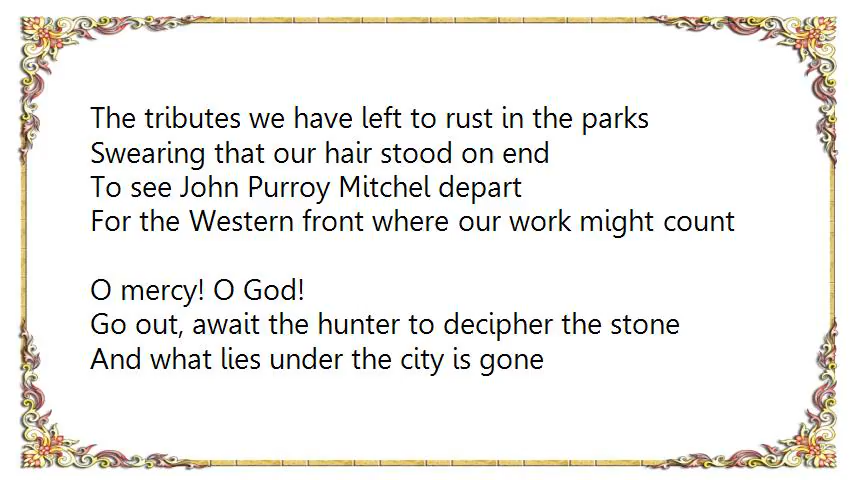 The tributes we have left to rust in the parks
Swearing that our hair stood on end
To see John Purroy Mitchel depart
For the Western front where our work might count

O mercy! O God!
Go out, await the hunter to decipher the stone
And what lies under the city is gone